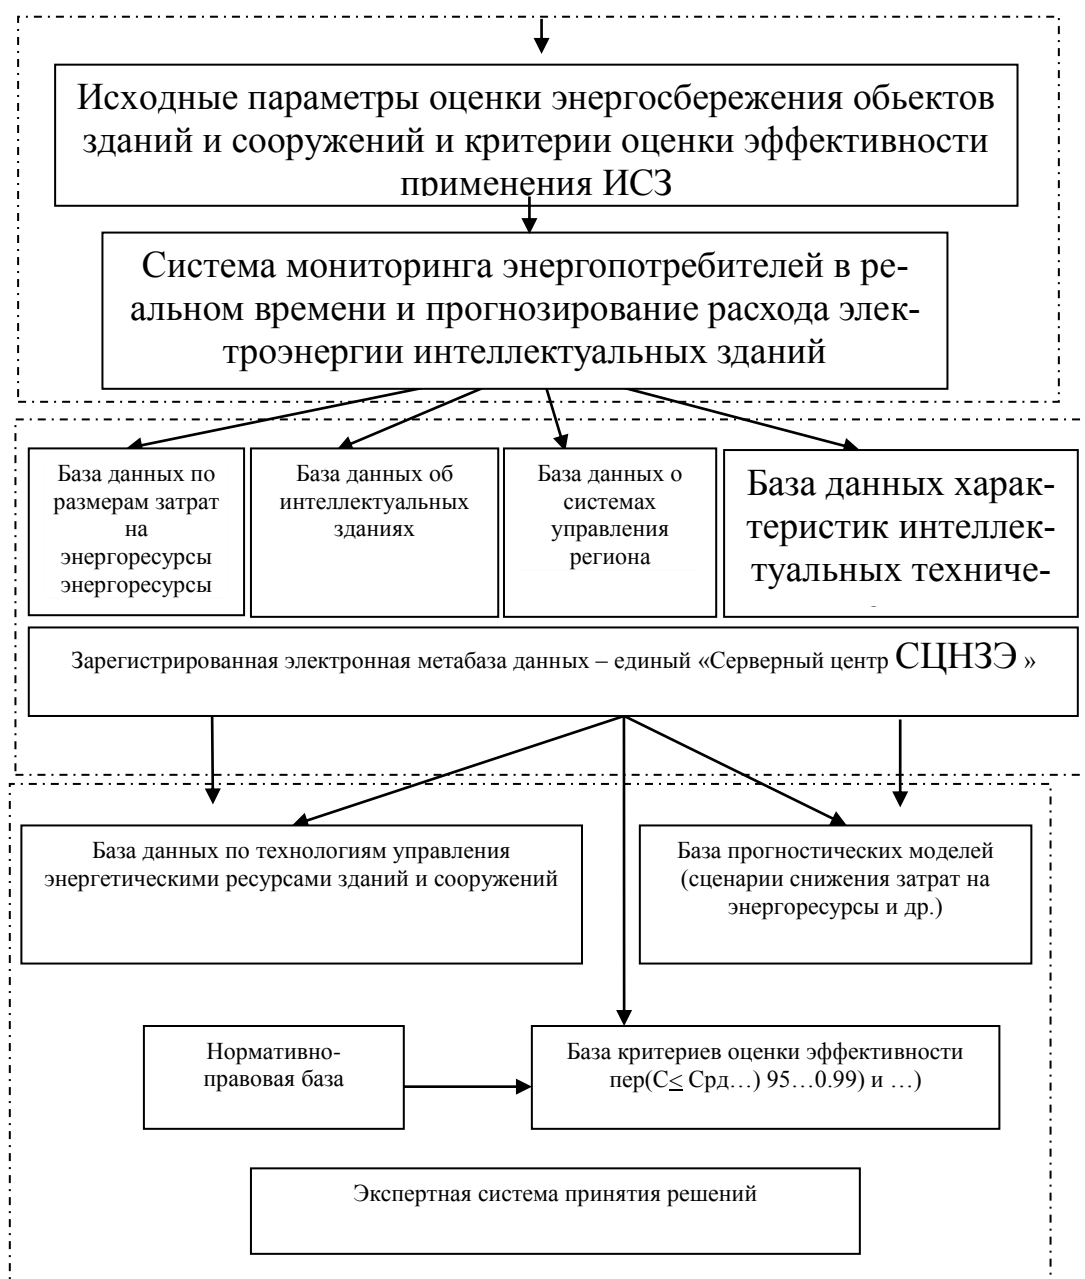 Исходные параметры оценки энергосбережения обьектов
зданий и сооружений и критерии оценки эффективности
применения ИСЗ
Система мониторинга энергопотребителей в ре-
альном времени и прогнозирование расхода элек-
троэнергии интеллектуальных зданий
База данных по
размерам затрат
на
энергоресурсы
энергоресурсы
База данных об
интеллектуальных
зданиях
База данных о
системах
управления
региона
База данных харак-
теристик интеллек-
туальных техниче-
Зарегистрированная электронная метабаза данных – единый «Серверный центр СЦНЗЭ »
База данных по технологиям управления
энергетическими ресурсами зданий и сооружений
База прогностических моделей
(сценарии снижения затрат на
энергоресурсы и др.)
Нормативно-
правовая база
База критериев оценки эффективности
пер(С≤ Срд…) 95…0.99) и …)
Экспертная система принятия решений